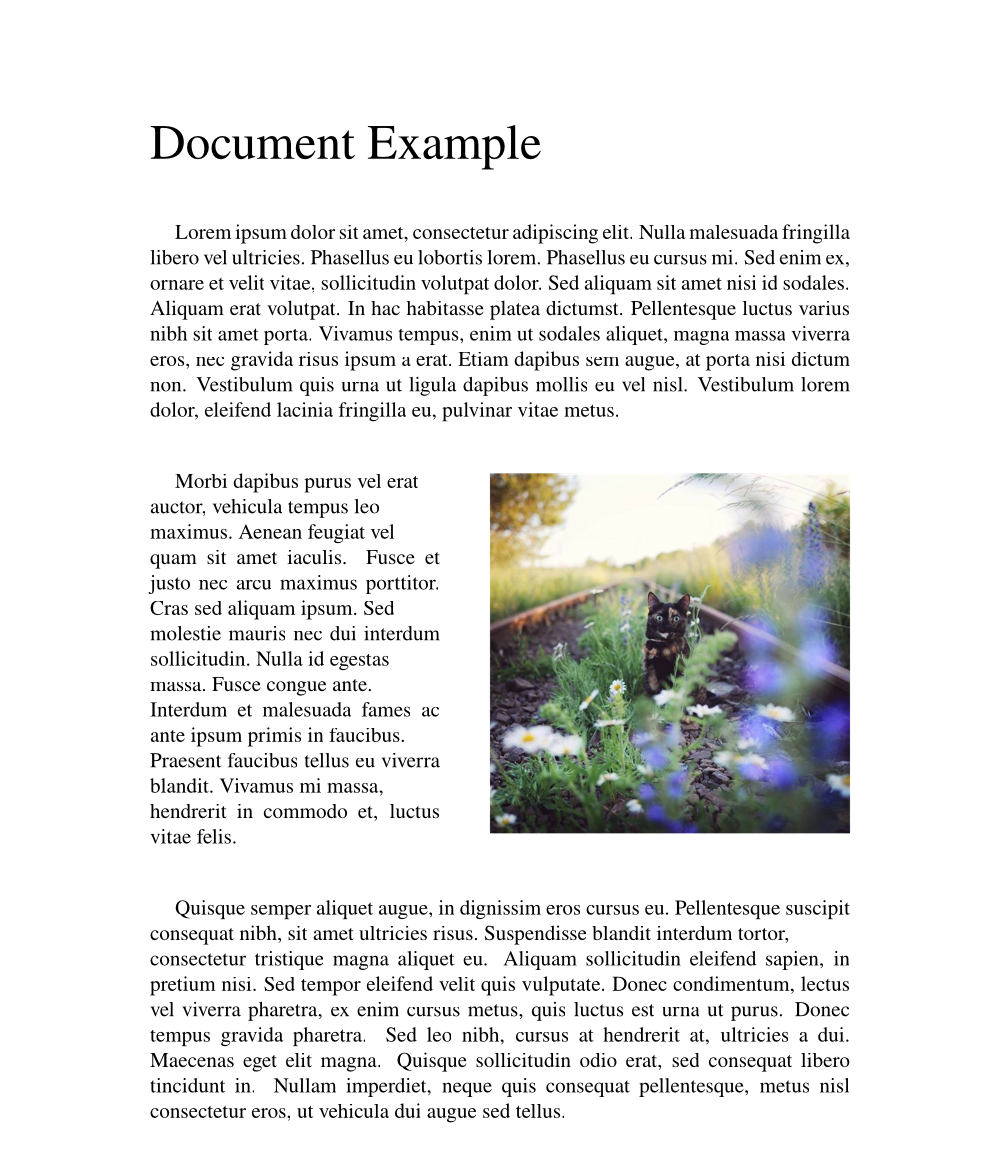 Document Example
Lorem ipsum dolor sit amet, consectetur adipiscing elit. Nulla malesuada fringilla
libero vel ultricies. Phasellus eu lobortis lorem. Phasellus eu cursus mi. Sed enim ex,
ornare et velit vitae, sollicitudin volutpat dolor. Sed aliquam sit amet nisi id sodales.
Aliquam erat volutpat. In hac habitasse platea dictumst. Pellentesque luctus varius
nibh sit amet porta. Vivamus tempus, enim ut sodales aliquet, magna massa viverra
eros, nec gravida risus ipsum a erat. Etiam dapibus sem augue, at porta nisi dictum
non. Vestibulum quis urna ut ligula dapibus mollis eu vel nisl. Vestibulum lorem
dolor, eleifend lacinia fringilla eu, pulvinar vitae metus.
Morbi dapibus purus vel erat
auctor, vehicula tempus leo
maximus. Aenean feugiat vel
quam sit amet iaculis. Fusce et
justo nec arcu maximus porttitor.
Cras sed aliquam ipsum. Sed
molestie mauris nec dui interdum
sollicitudin. Nulla id egestas
massa. Fusce congue ante.
Interdum et malesuada fames ac
ante ipsum primis in faucibus.
Praesent faucibus tellus eu viverra
blandit. Vivamus mi massa,
hendrerit in commodo et, luctus
vitae felis.
Quisque semper aliquet augue, in dignissim eros cursus eu. Pellentesque suscipit
consequat nibh, sit amet ultricies risus. Suspendisse blandit interdum tortor,
consectetur tristique magna aliquet eu. Aliquam sollicitudin eleifend sapien, in
pretium nisi. Sed tempor eleifend velit quis vulputate. Donec condimentum, lectus
vel viverra pharetra, ex enim cursus metus, quis luctus est urna ut purus. Donec
tempus gravida pharetra. Sed leo nibh, cursus at hendrerit at, ultricies a dui.
Maecenas eget elit magna. Quisque sollicitudin odio erat, sed consequat libero
tincidunt in. Nullam imperdiet, neque quis consequat pellentesque, metus nisl
consectetur eros, ut vehicula dui augue sed tellus.